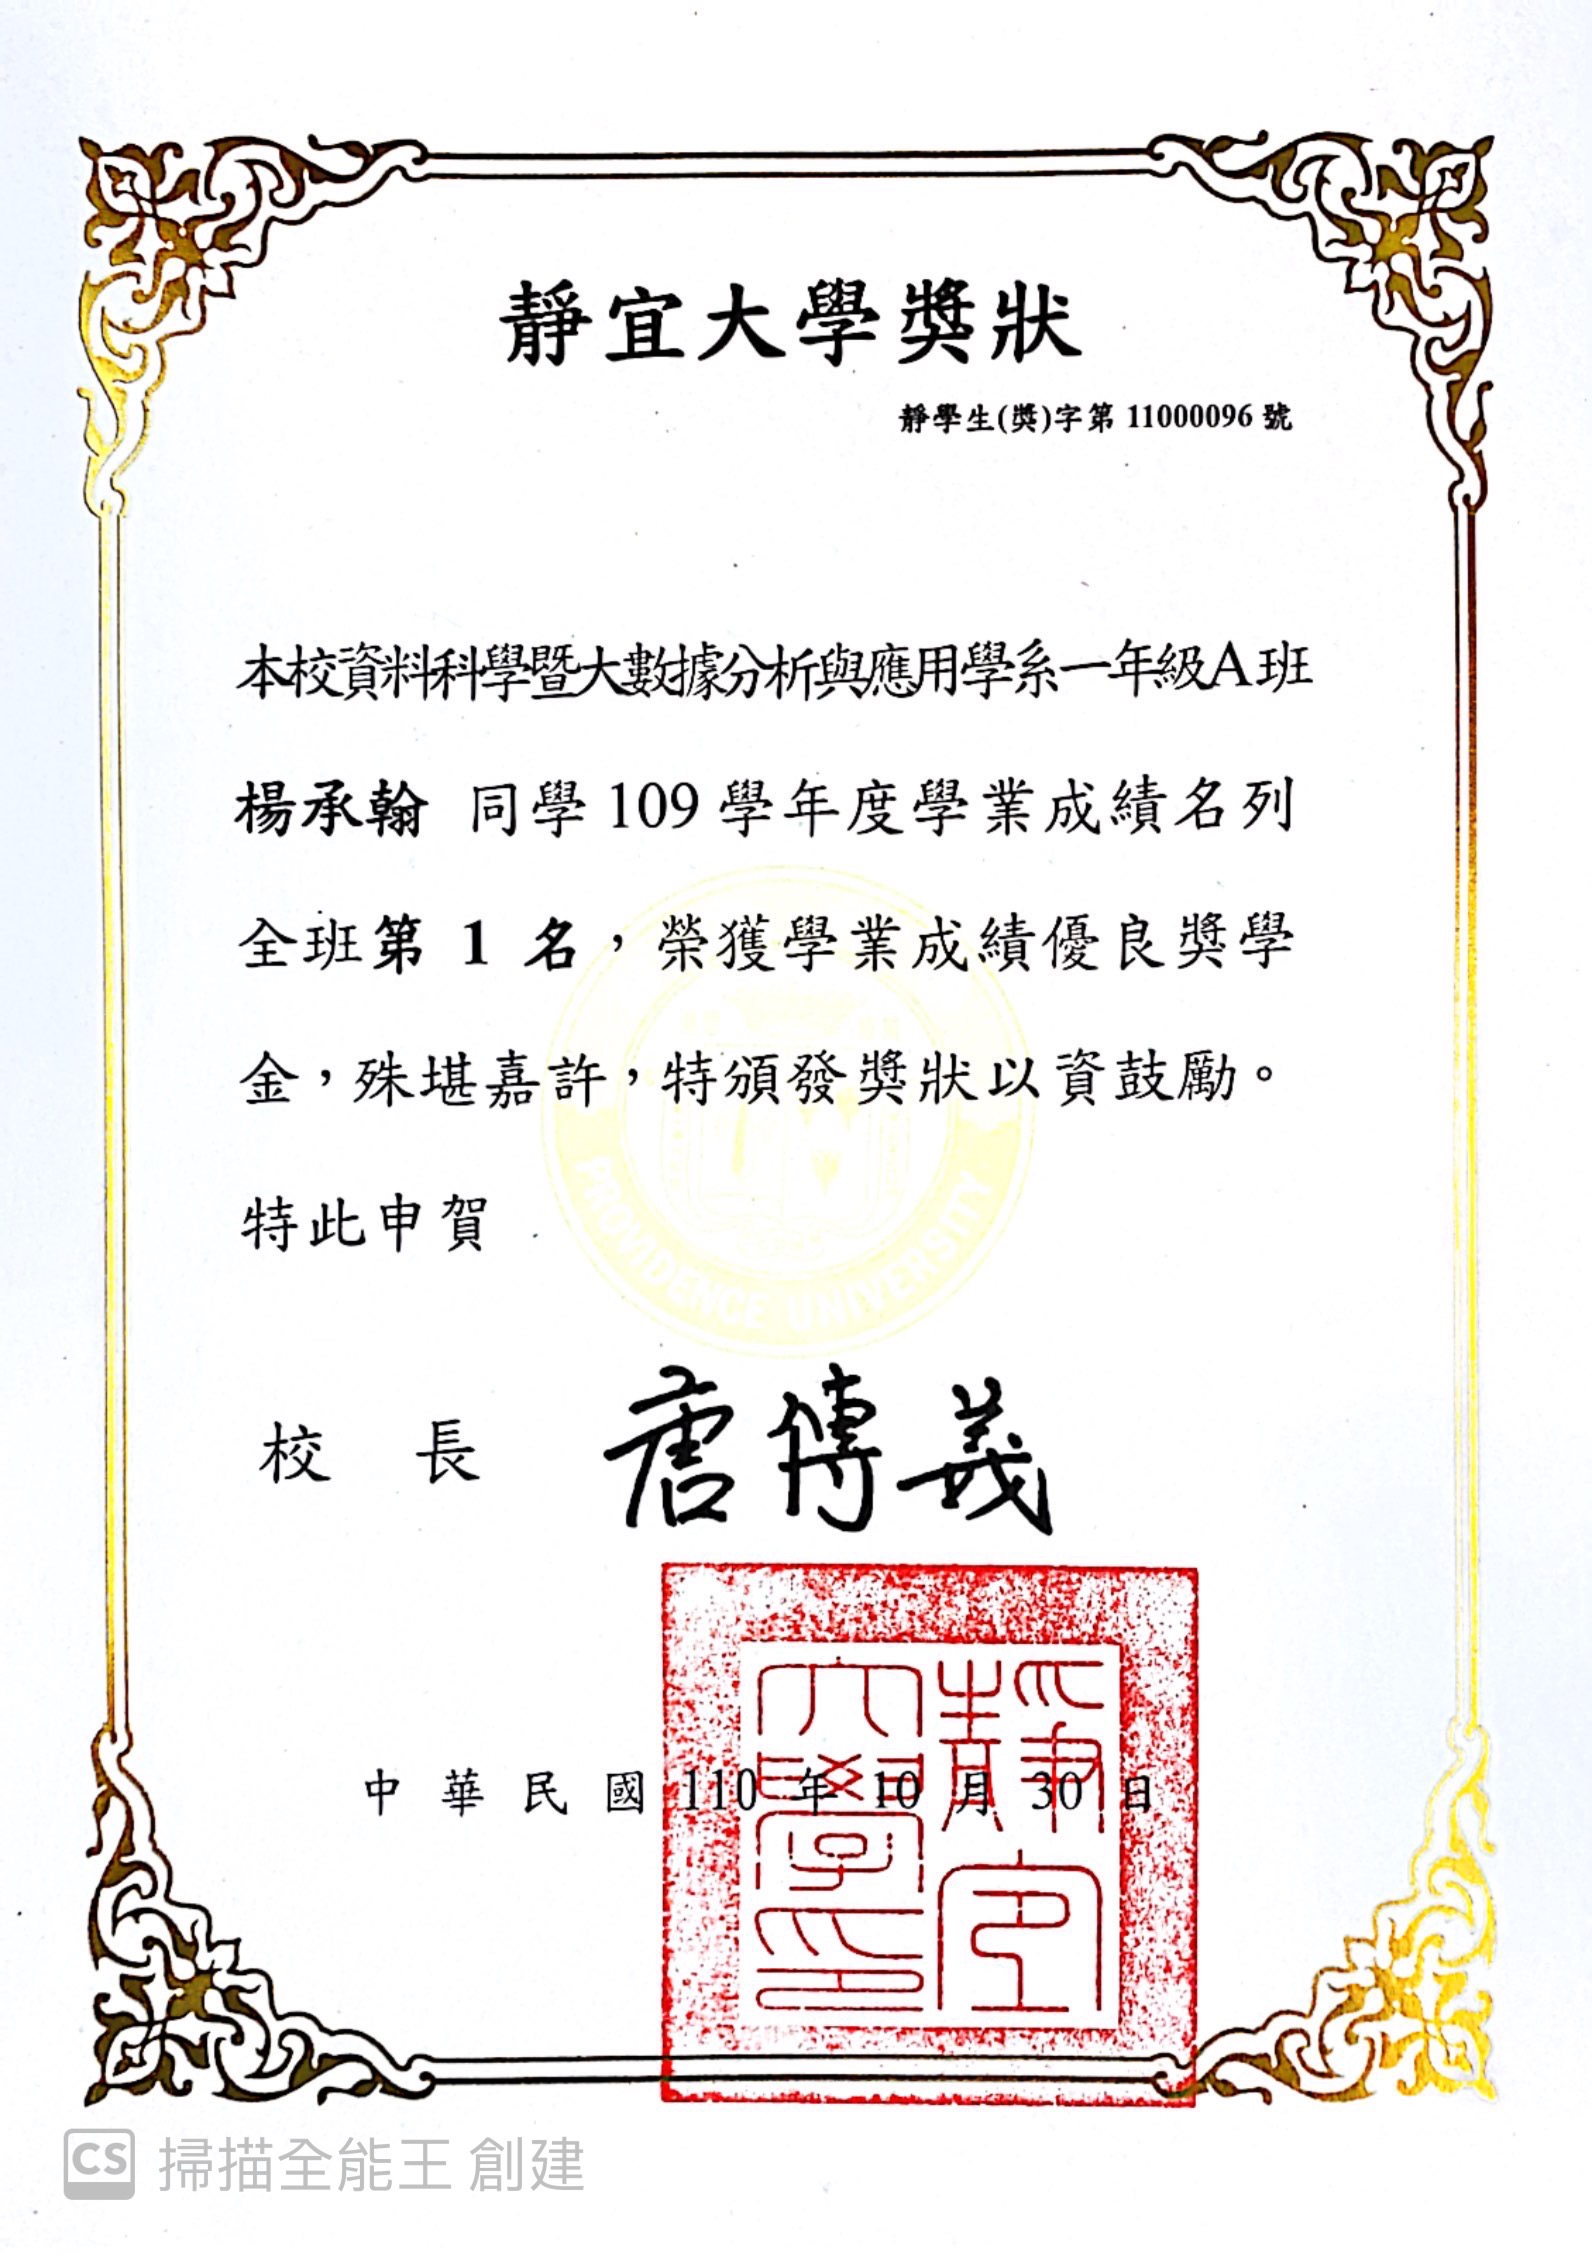 靜宜大學獎狀
靜學生(獎)字第 11000096 號
本校資料科學暨大數據分析與應用學系一年級A班
楊承翰 同學 109 學年度學業成績名列
全班第 1 名，榮獲學業成績優良獎學
金，殊堪嘉許，特頒發獎狀以資鼓勵。
特此申賀
PROVIDENCE UNIVERSITY
校 長 唐傳義
靜宜大學印
中 華 民 國 110 年 10 月 30 日
CS 掃描全能王 創建